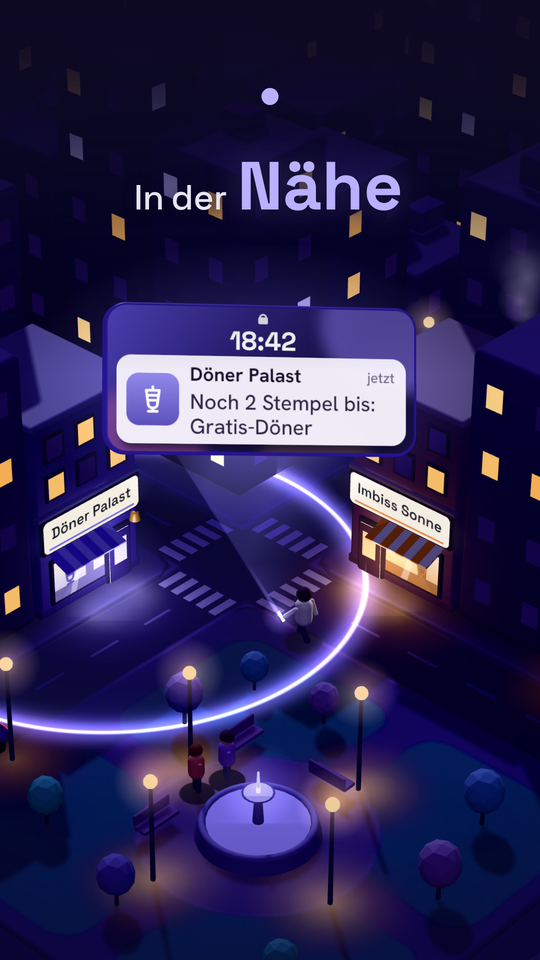 In der Nähe
18:42
Döner Palast jetzt
Noch 2 Stempel bis:
Gratis-Döner
Döner Palast
Imbiss Sonne